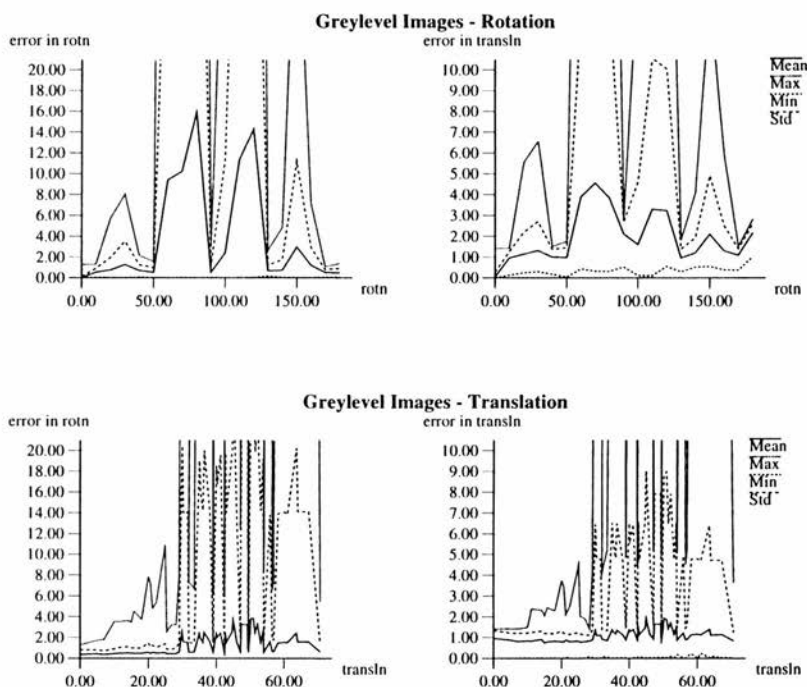 Greylevel Images - Rotation
error in rotn
20.00
18.00
16.00
14.00
12.00
10.00
8.00
6.00
4.00
2.00
0.00
0.00 50.00 100.00 150.00
rotn
error in transln
10.00
9.00
8.00
7.00
6.00
5.00
4.00
3.00
2.00
1.00
0.00
0.00 50.00 100.00 150.00
rotn
Mean
Max
Min
Std
Greylevel Images - Translation
error in rotn
20.00
18.00
16.00
14.00
12.00
10.00
8.00
6.00
4.00
2.00
0.00
0.00 20.00 40.00 60.00
transln
error in transln
10.00
9.00
8.00
7.00
6.00
5.00
4.00
3.00
2.00
1.00
0.00
0.00 20.00 40.00 60.00
transln
Mean
Max
Min
Std